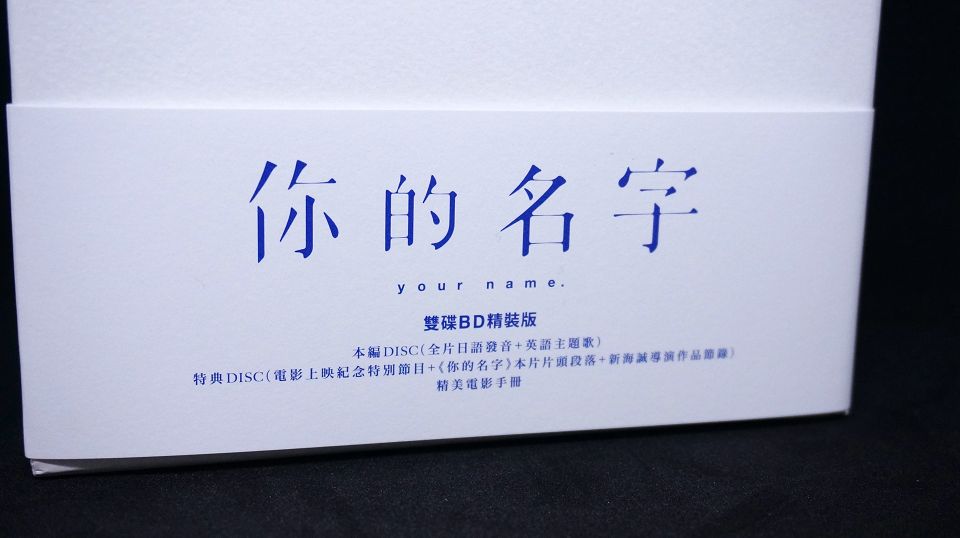 你的名字
your name.
雙碟BD精裝版
本編DISC(全片日語發音+英語主題歌)
特典DISC(電影上映紀念特別節目+《你的名字》本片片頭段落+新海誠導演作品節錄)
精美電影手冊